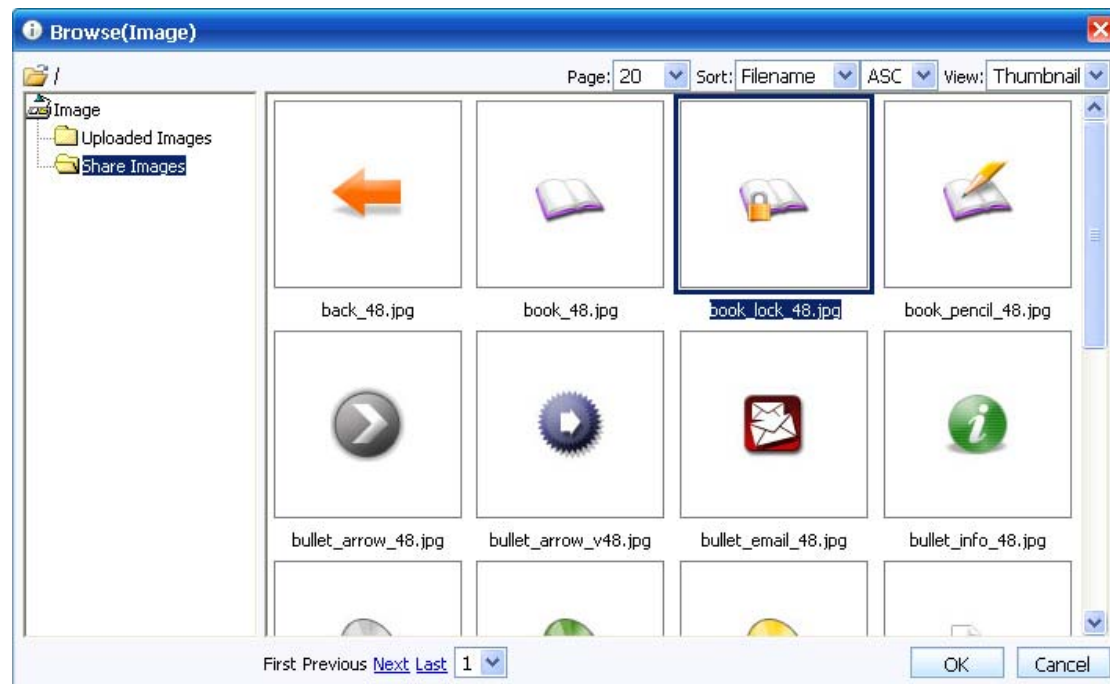 Browse(Image)
/ Page: 20 Sort: Filename ASC View: Thumbnail
Image
Uploaded Images
Share Images
back_48.jpg book_48.jpg book_lock_48.jpg book_pencil_48.jpg
bullet_arrow_48.jpg bullet_arrow_v48.jpg bullet_email_48.jpg bullet_info_48.jpg
First Previous Next Last 1 OK Cancel